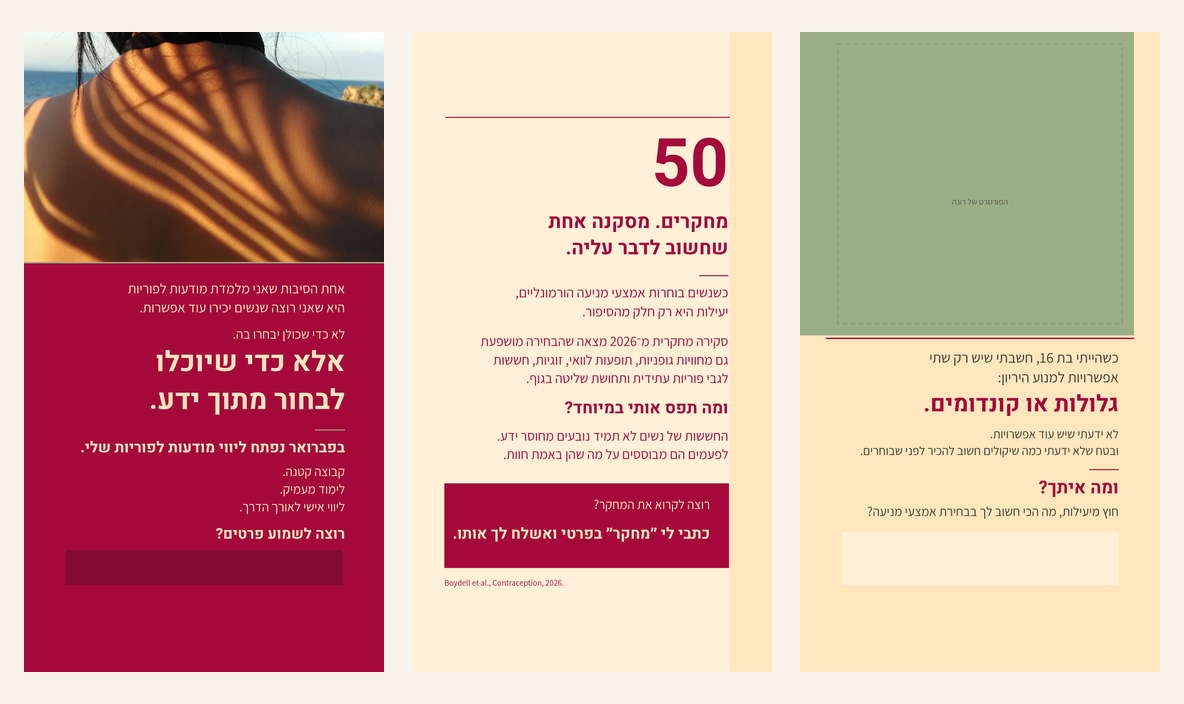 הפורטרט של רונה
כשהייתי בת 16, חשבתי שיש רק שתי
אפשרויות למנוע היריון:
גלולות או קונדומים.
לא ידעתי שיש עוד אפשרויות.
ובטח שלא ידעתי כמה שיקולים חשוב להכיר לפני שבוחרים.
ומה איתך?
חוץ מיעילות, מה הכי חשוב לך בבחירת אמצעי מניעה?
50
מחקרים. מסקנה אחת
שחשוב לדבר עליה.
כשנשים בוחרות אמצעי מניעה הורמונליים,
יעילות היא רק חלק מהסיפור.
סקירה מחקרית מ־2026 מצאה שהבחירה מושפעת
גם מחוויות גופניות, תופעות לוואי, זוגיות, חששות
לגבי פוריות עתידית ותחושת שליטה בגוף.
ומה תפס אותי במיוחד?
החששות של נשים לא תמיד נובעים מחוסר ידע.
לפעמים הם מבוססים על מה שהן באמת חוות.
רוצה לקרוא את המחקר?
כתבי לי ״מחקר״ בפרטי ואשלח לך אותו.
Boydell et al., Contraception, 2026.
אחת הסיבות שאני מלמדת מודעות לפוריות
היא שאני רוצה שנשים יכירו עוד אפשרות.
לא כדי שכולן יבחרו בה.
אלא כדי שיוכלו
לבחור מתוך ידע.
בפברואר נפתח ליווי מודעות לפוריות שלי.
קבוצה קטנה.
לימוד מעמיק.
ליווי אישי לאורך הדרך.
רוצה לשמוע פרטים?